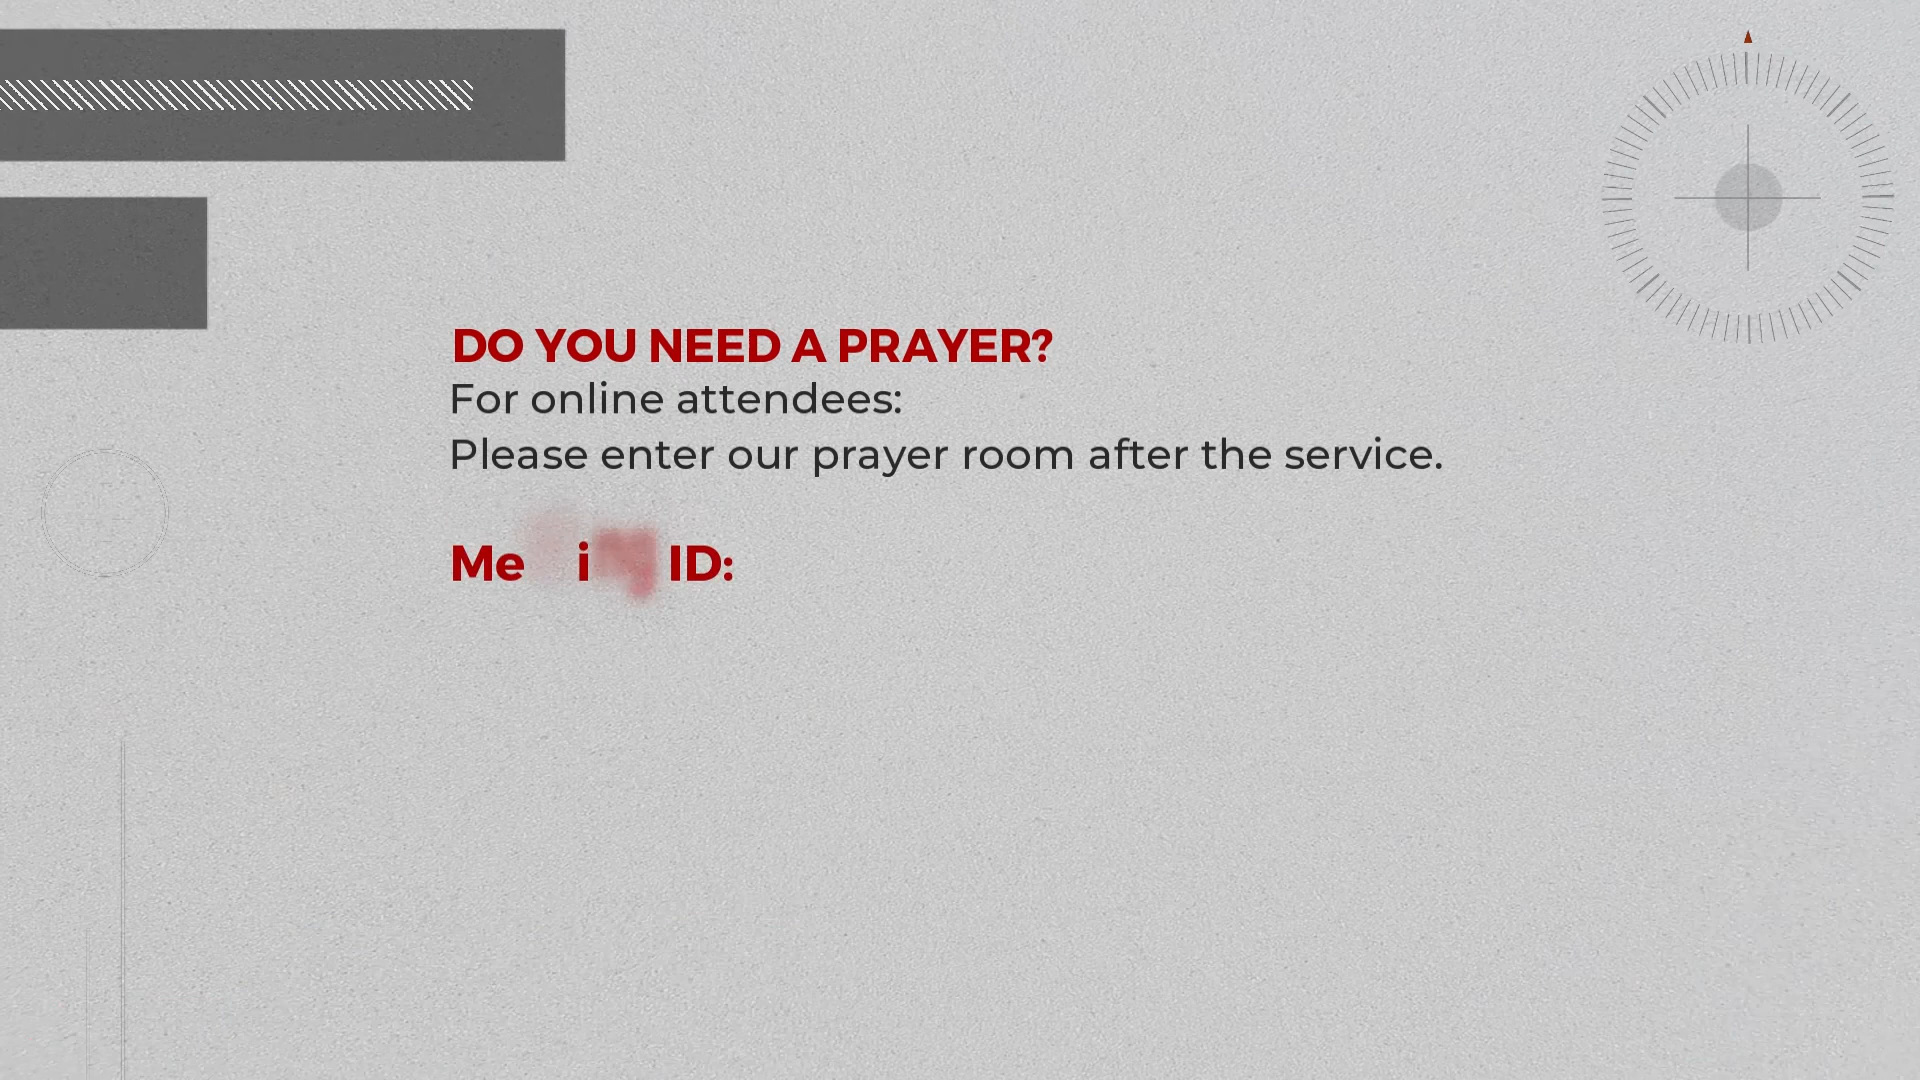 DO YOU NEED A PRAYER?
For online attendees:
Please enter our prayer room after the service.
ID: